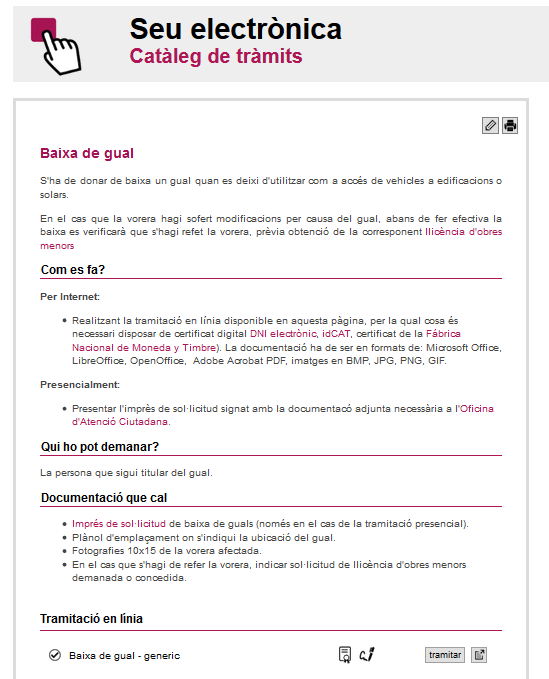 Seu electrònica
Catàleg de tràmits
Baixa de gual
S'ha de donar de baixa un gual quan es deixi d'utilitzar com a accés de vehicles a edificacions o
solars.
En el cas que la vorera hagi sofert modificacions per causa del gual, abans de fer efectiva la
baixa es verificarà que s'hagi refet la vorera, prèvia obtenció de la corresponent llicència d'obres
menors
Com es fa?
Per Internet:
• Realitzant la tramitació en línia disponible en aquesta pàgina, per la qual cosa és
necessari disposar de certificat digital DNI electrònic, idCAT, certificat de la Fábrica
Nacional de Moneda y Timbre). La documentació ha de ser en formats de: Microsoft Office,
LibreOffice, OpenOffice, Adobe Acrobat PDF, imatges en BMP, JPG, PNG, GIF.
Presencialment:
• Presentar l'imprès de sol·licitud signat amb la documentacó adjunta necessària a l'Oficina
d'Atenció Ciutadana.
Qui ho pot demanar?
La persona que sigui titular del gual.
Documentació que cal
• Imprés de sol·licitud de baixa de guals (només en el cas de la tramitació presencial).
• Plànol d'emplaçament on s'indiqui la ubicació del gual.
• Fotografies 10x15 de la vorera afectada.
• En el cas que s'hagi de refer la vorera, indicar sol·licitud de llicència d'obres menors
demanada o concedida.
Tramitació en línia
Baixa de gual - generic tramitar